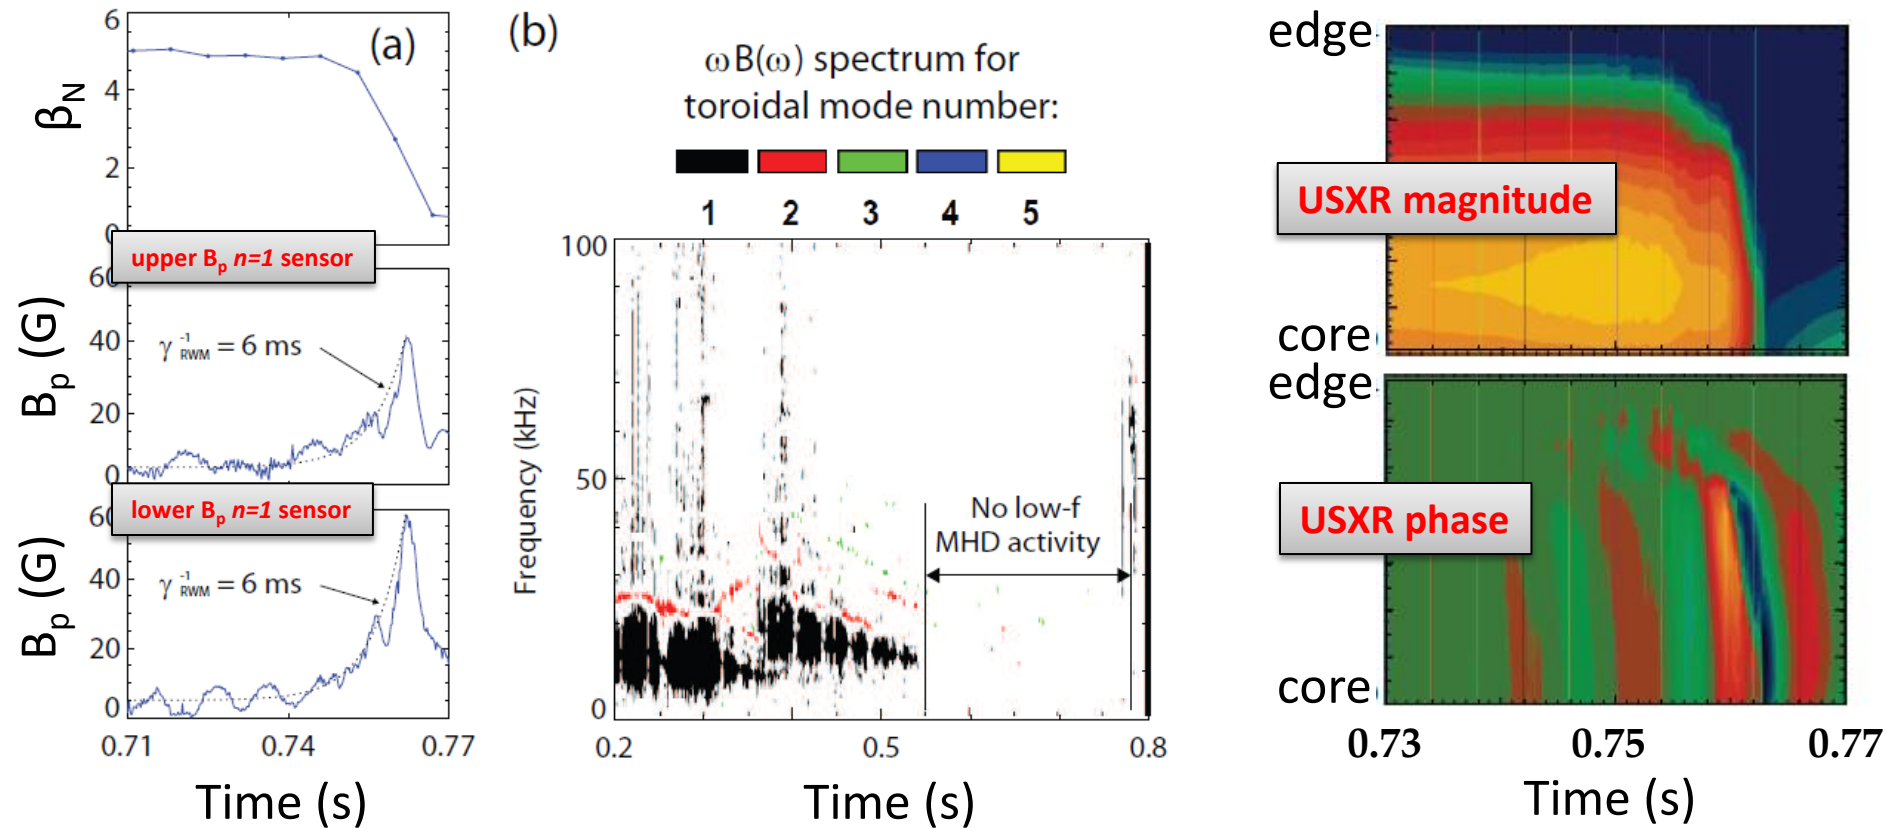 (a)
6
4
2
0
βN
upper Bp n=1 sensor
60
40
20
0
Bp (G)
γ -1 RWM = 6 ms
lower Bp n=1 sensor
60
40
20
0
Bp (G)
γ -1 RWM = 6 ms
0.71 0.74 0.77
Time (s)
(b)
ωB(ω) spectrum for
toroidal mode number:
1 2 3 4 5
100
50
0
Frequency (kHz)
No low-f
MHD activity
0.2 0.5 0.8
Time (s)
edge
USXR magnitude
core
edge
USXR phase
core
0.73 0.75 0.77
Time (s)